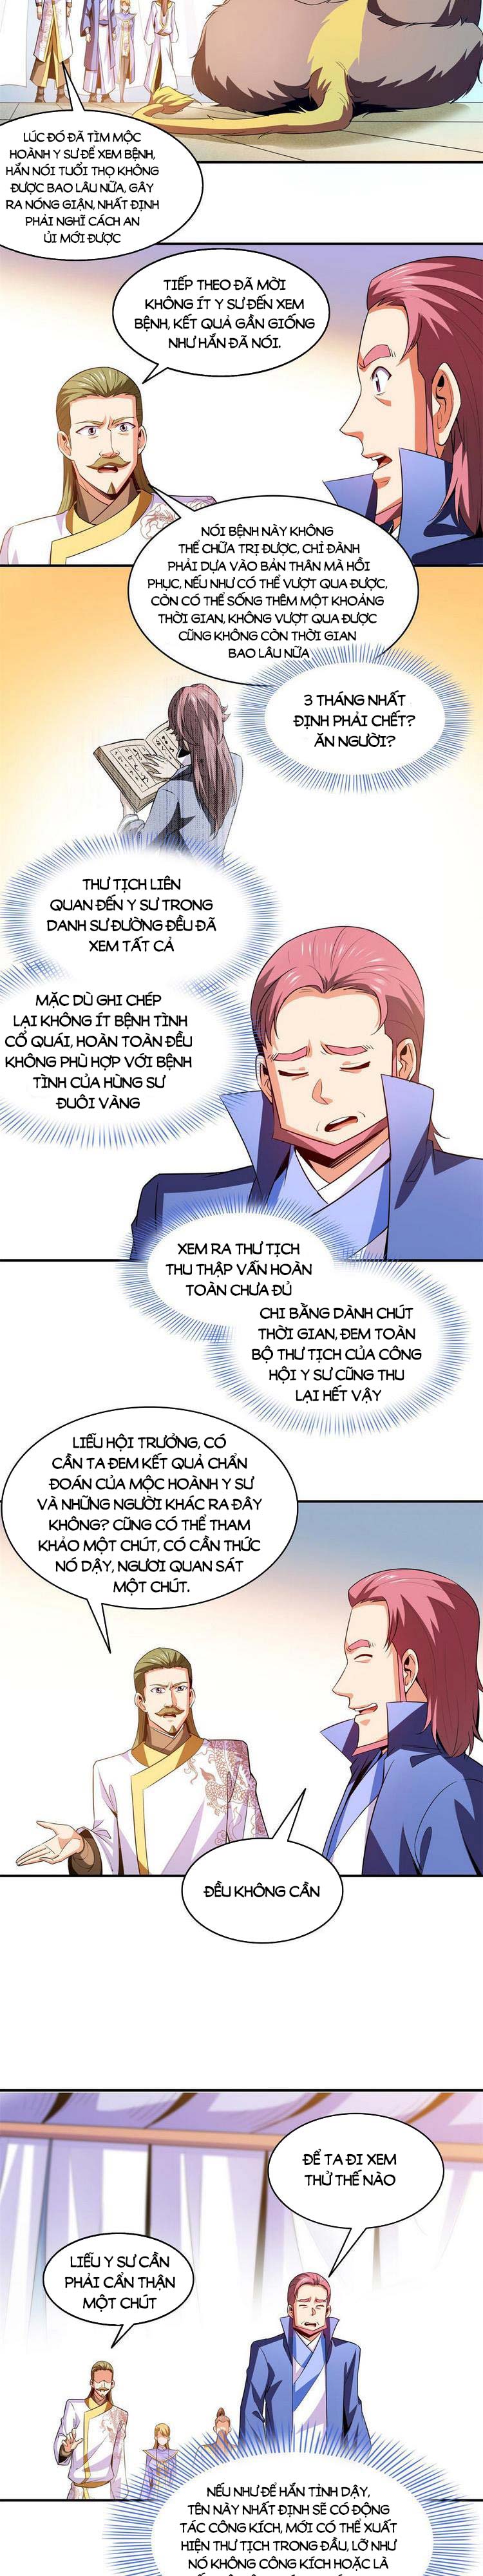 LÚC ĐÓ ĐÃ TÌM MỘC
HOÀNH Y SƯ ĐỂ XEM BỆNH,
HẮN NÓI TUỔI THỌ KHÔNG
ĐƯỢC BAO LÂU NỮA, GÂY
RA NÓNG GIẬN, NHẤT ĐỊNH
PHẢI NGHĨ CÁCH AN
ỦI MỚI ĐƯỢC
TIẾP THEO ĐÃ MỜI
KHÔNG ÍT Y SƯ ĐẾN XEM
BỆNH, KẾT QUẢ GẦN GIỐNG
NHƯ HẮN ĐÃ NÓI.
NÓI BỆNH NÀY KHÔNG
THỂ CHỮA TRỊ ĐƯỢC, CHỈ ĐÀNH
PHẢI DỰA VÀO BẢN THÂN MÀ HỒI
PHỤC, NẾU NHƯ CÓ THỂ VƯỢT QUA ĐƯỢC,
CÒN CÓ THỂ SỐNG THÊM MỘT KHOẢNG
THỜI GIAN, KHÔNG VƯỢT QUA ĐƯỢC
CŨNG KHÔNG CÒN THỜI GIAN
BAO LÂU NỮA
3 THÁNG NHẤT
ĐỊNH PHẢI CHẾT?
ĂN NGƯỜI?
THƯ TỊCH LIÊN
QUAN ĐẾN Y SƯ TRONG
DANH SƯ ĐƯỜNG ĐỀU ĐÃ
XEM TẤT CẢ
MẶC DÙ GHI CHÉP
LẠI KHÔNG ÍT BỆNH TÌNH
CỔ QUÁI, HOÀN TOÀN ĐỀU
KHÔNG PHÙ HỢP VỚI BỆNH
TÌNH CỦA HÙNG SƯ
ĐUÔI VÀNG
XEM RA THƯ TỊCH
THU THẬP VẪN HOÀN
TOÀN CHƯA ĐỦ
CHI BẰNG DÀNH CHÚT
THỜI GIAN, ĐEM TOÀN
BỘ THƯ TỊCH CỦA CÔNG
HỘI Y SƯ CŨNG THU
LẠI HẾT VẬY
LIỄU HỘI TRƯỞNG, CÓ
CẦN TA ĐEM KẾT QUẢ CHẨN
ĐOÁN CỦA MỘC HOÀNH Y SƯ
VÀ NHỮNG NGƯỜI KHÁC RA ĐÂY
KHÔNG? CŨNG CÓ THỂ THAM
KHẢO MỘT CHÚT, CÓ CẦN THỨC
NÓ DẬY, NGƯƠI QUAN SÁT
MỘT CHÚT.
ĐỀU KHÔNG CẦN
ĐỂ TA ĐI XEM
THỬ THẾ NÀO
LIỄU Y SƯ CẦN
PHẢI CẨN THẬN
MỘT CHÚT
NẾU NHƯ ĐỂ HẮN TỈNH DẬY,
TÊN NÀY NHẤT ĐỊNH SẼ CÓ ĐỘNG
TÁC CÔNG KÍCH, MỚI CÓ THỂ XUẤT
HIỆN THƯ TỊCH TRONG ĐẦU, LỠ NHƯ
NÓ KHÔNG CÔNG KÍCH HOẶC LÀ